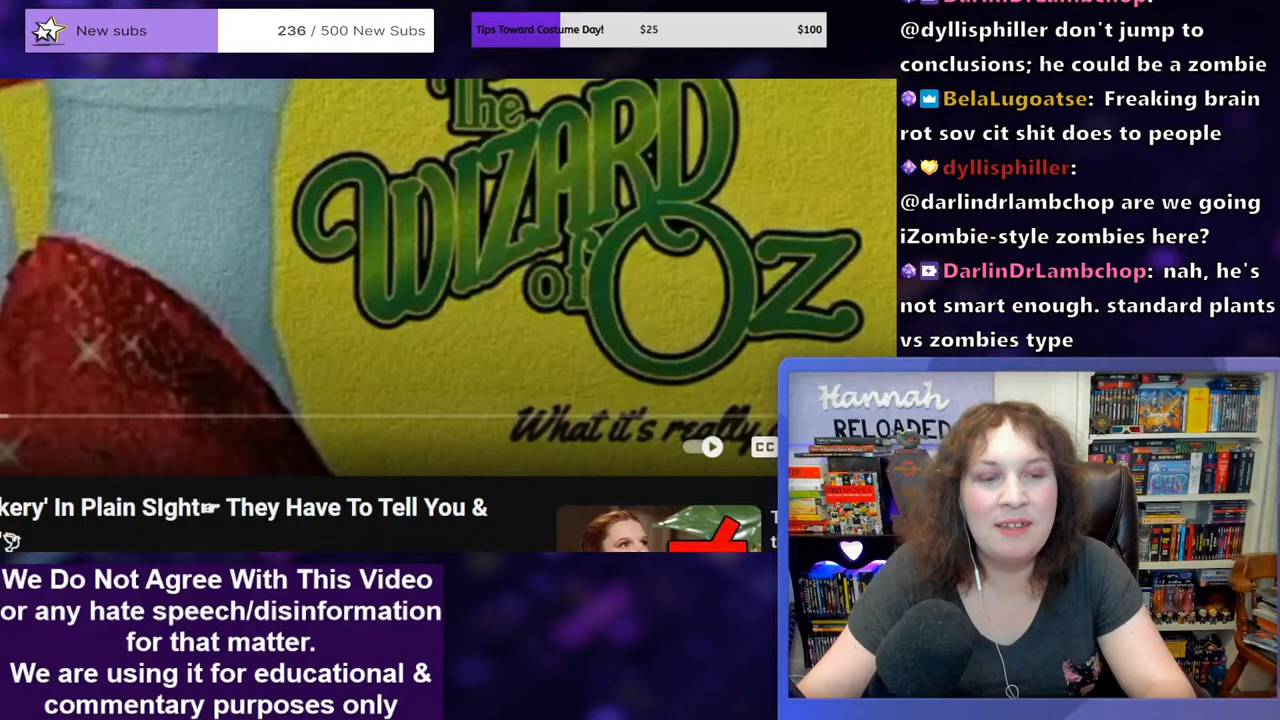 New subs
236 / 500 New Subs
Tips Toward Costume Day!
$25
$100
@dyllisphiller don't jump to
conclusions; he could be a zombie
BelaLugoatse: Freaking brain
rot sov cit shit does to people
dyllisphiller:
@darlindrlambchop are we going
iZombie-style zombies here?
DarlinDrLambchop: nah, he's
not smart enough. standard plants
vs zombies type
The
WIZARD
of OZ
What it's really
CC
kery' In Plain SIght☞ They Have To Tell You &
We Do Not Agree With This Video
or any hate speech/disinformation
for that matter.
We are using it for educational &
commentary purposes only
Hannah
RELOADED